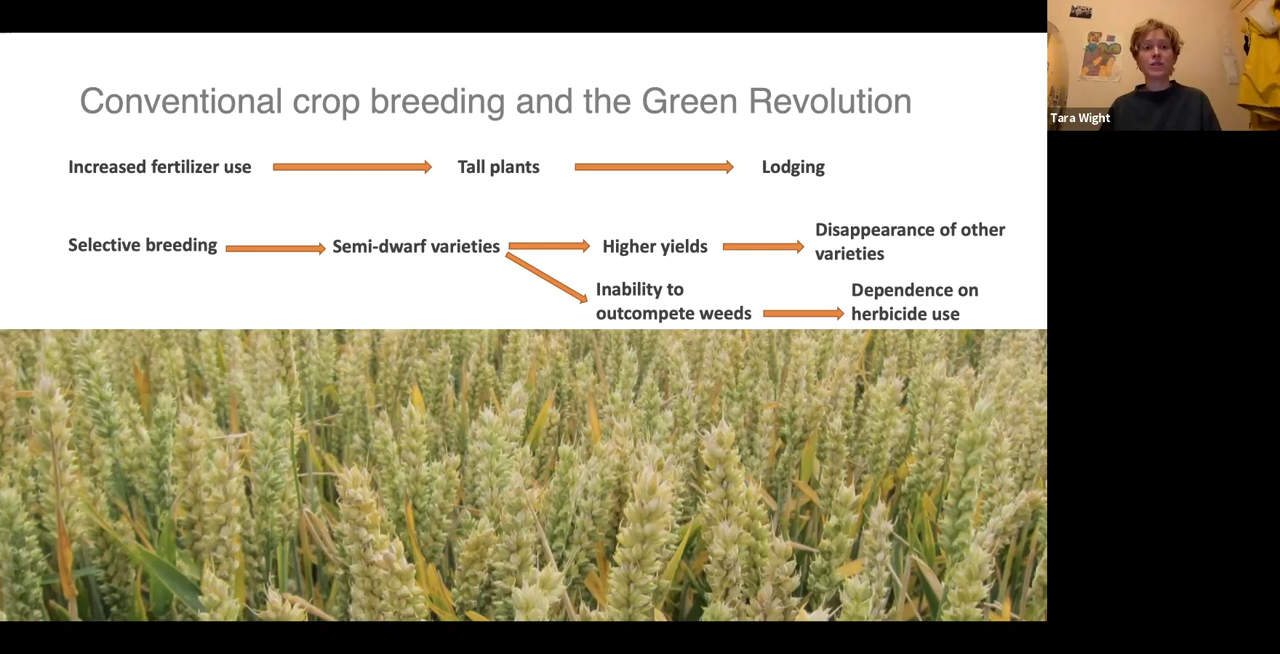 Conventional crop breeding and the Green Revolution
Tara Wight
Increased fertilizer use
Tall plants
Lodging
Selective breeding
Semi-dwarf varieties
Higher yields
Disappearance of other
varieties
Inability to
outcompete weeds
Dependence on
herbicide use